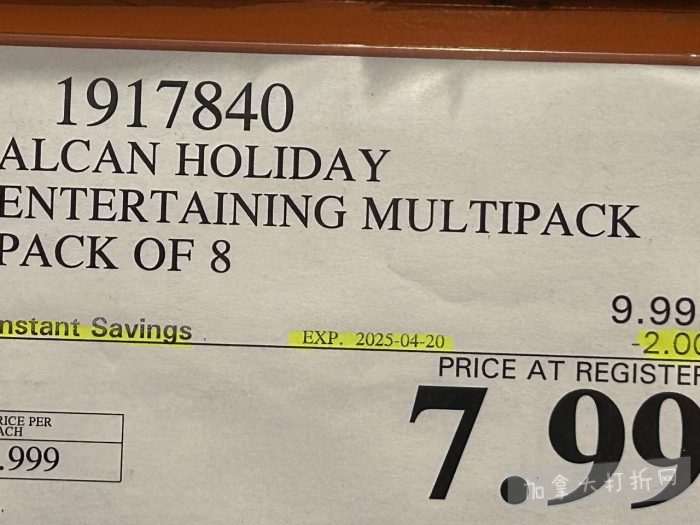 1917840
ALCAN HOLIDAY
ENTERTAINING MULTIPACK
PACK OF 8
9.99
nstant Savings EXP. 2025-04-20 -2.00
PRICE AT REGISTER
7.99
RICE PER
ACH
.999
加拿大打折网